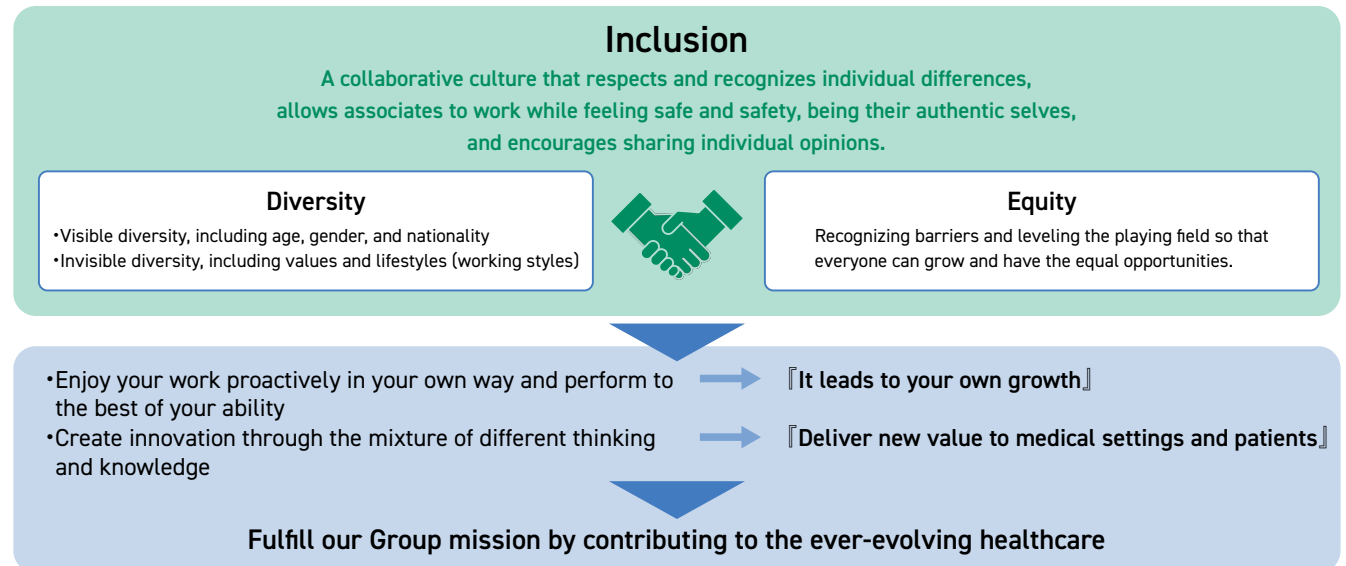 Inclusion
A collaborative culture that respects and recognizes individual differences,
allows associates to work while feeling safe and safety, being their authentic selves,
and encourages sharing individual opinions.
Diversity
・Visible diversity, including age, gender, and nationality
・Invisible diversity, including values and lifestyles (working styles)
Equity
Recognizing barriers and leveling the playing field so that
everyone can grow and have the equal opportunities.
・Enjoy your work proactively in your own way and perform to
the best of your ability
『It leads to your own growth』
・Create innovation through the mixture of different thinking
and knowledge
『Deliver new value to medical settings and patients』
Fulfill our Group mission by contributing to the ever-evolving healthcare